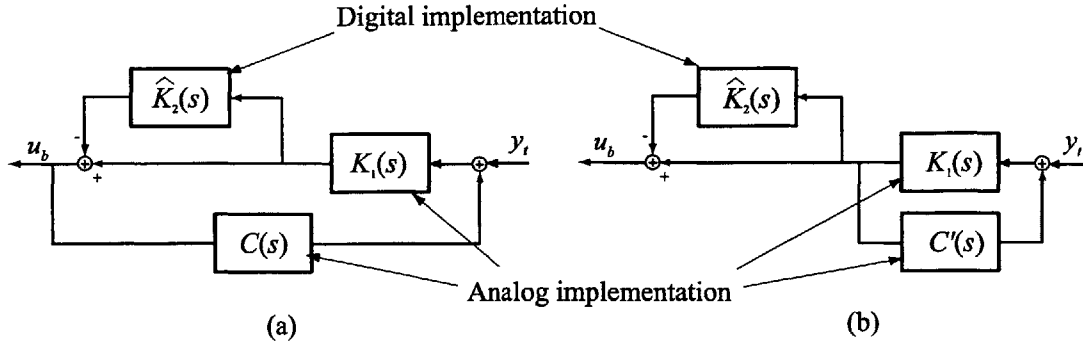 Digital implementation
K̂₂(s)
-
u_b
+
K₁(s)
+
y_t
C(s)
(a)
K̂₂(s)
-
u_b
+
K₁(s)
+
y_t
C'(s)
(b)
Analog implementation